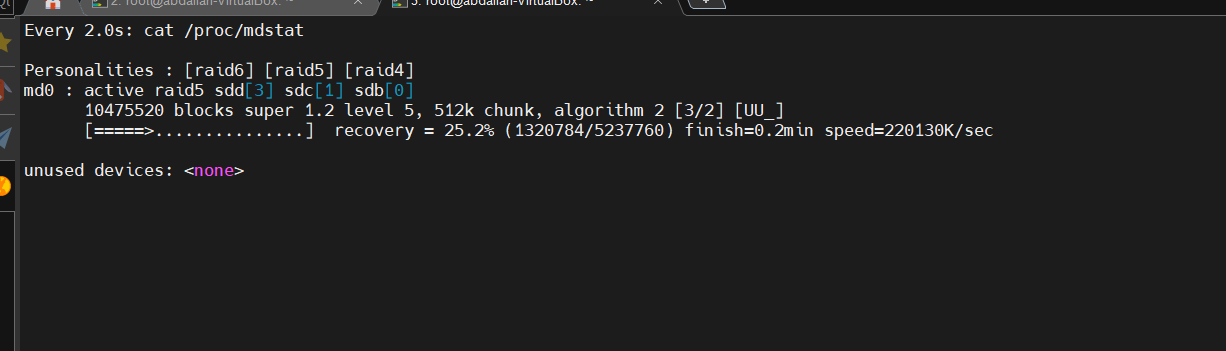 2. root@abdallah-VirtualBox: ~
3. root@abdallah-VirtualBox: ~
Every 2.0s: cat /proc/mdstat
Personalities : [raid6] [raid5] [raid4]
md0 : active raid5 sdd[3] sdc[1] sdb[0]
10475520 blocks super 1.2 level 5, 512k chunk, algorithm 2 [3/2] [UU_]
[=====>...............] recovery = 25.2% (1320784/5237760) finish=0.2min speed=220130K/sec
unused devices: <none>